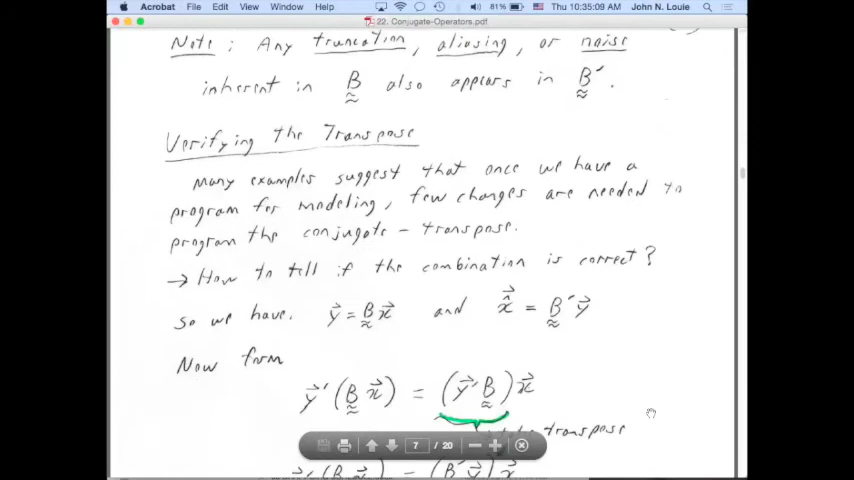 Acrobat File Edit View Window Help 81% Thu Oct 27 10:35:09 AM John N. Louie
22. Conjugate-Operators.pdf
Note: Any truncation, aliasing, or noise
inherent in B also appears in B′.
Verifying the Transpose
Many examples suggest that once we have a
program for modeling, few changes are needed to
program the conjugate-transpose.
→ How to tell if the combination is correct?
So we have. y⃗ = B x⃗ and x̂⃗ = B′ y⃗
Now form
y⃗′(B x⃗) = (y⃗′B) x⃗
transpose
7 / 20
y⃗′(B x⃗) = (B′ y⃗)′ x⃗